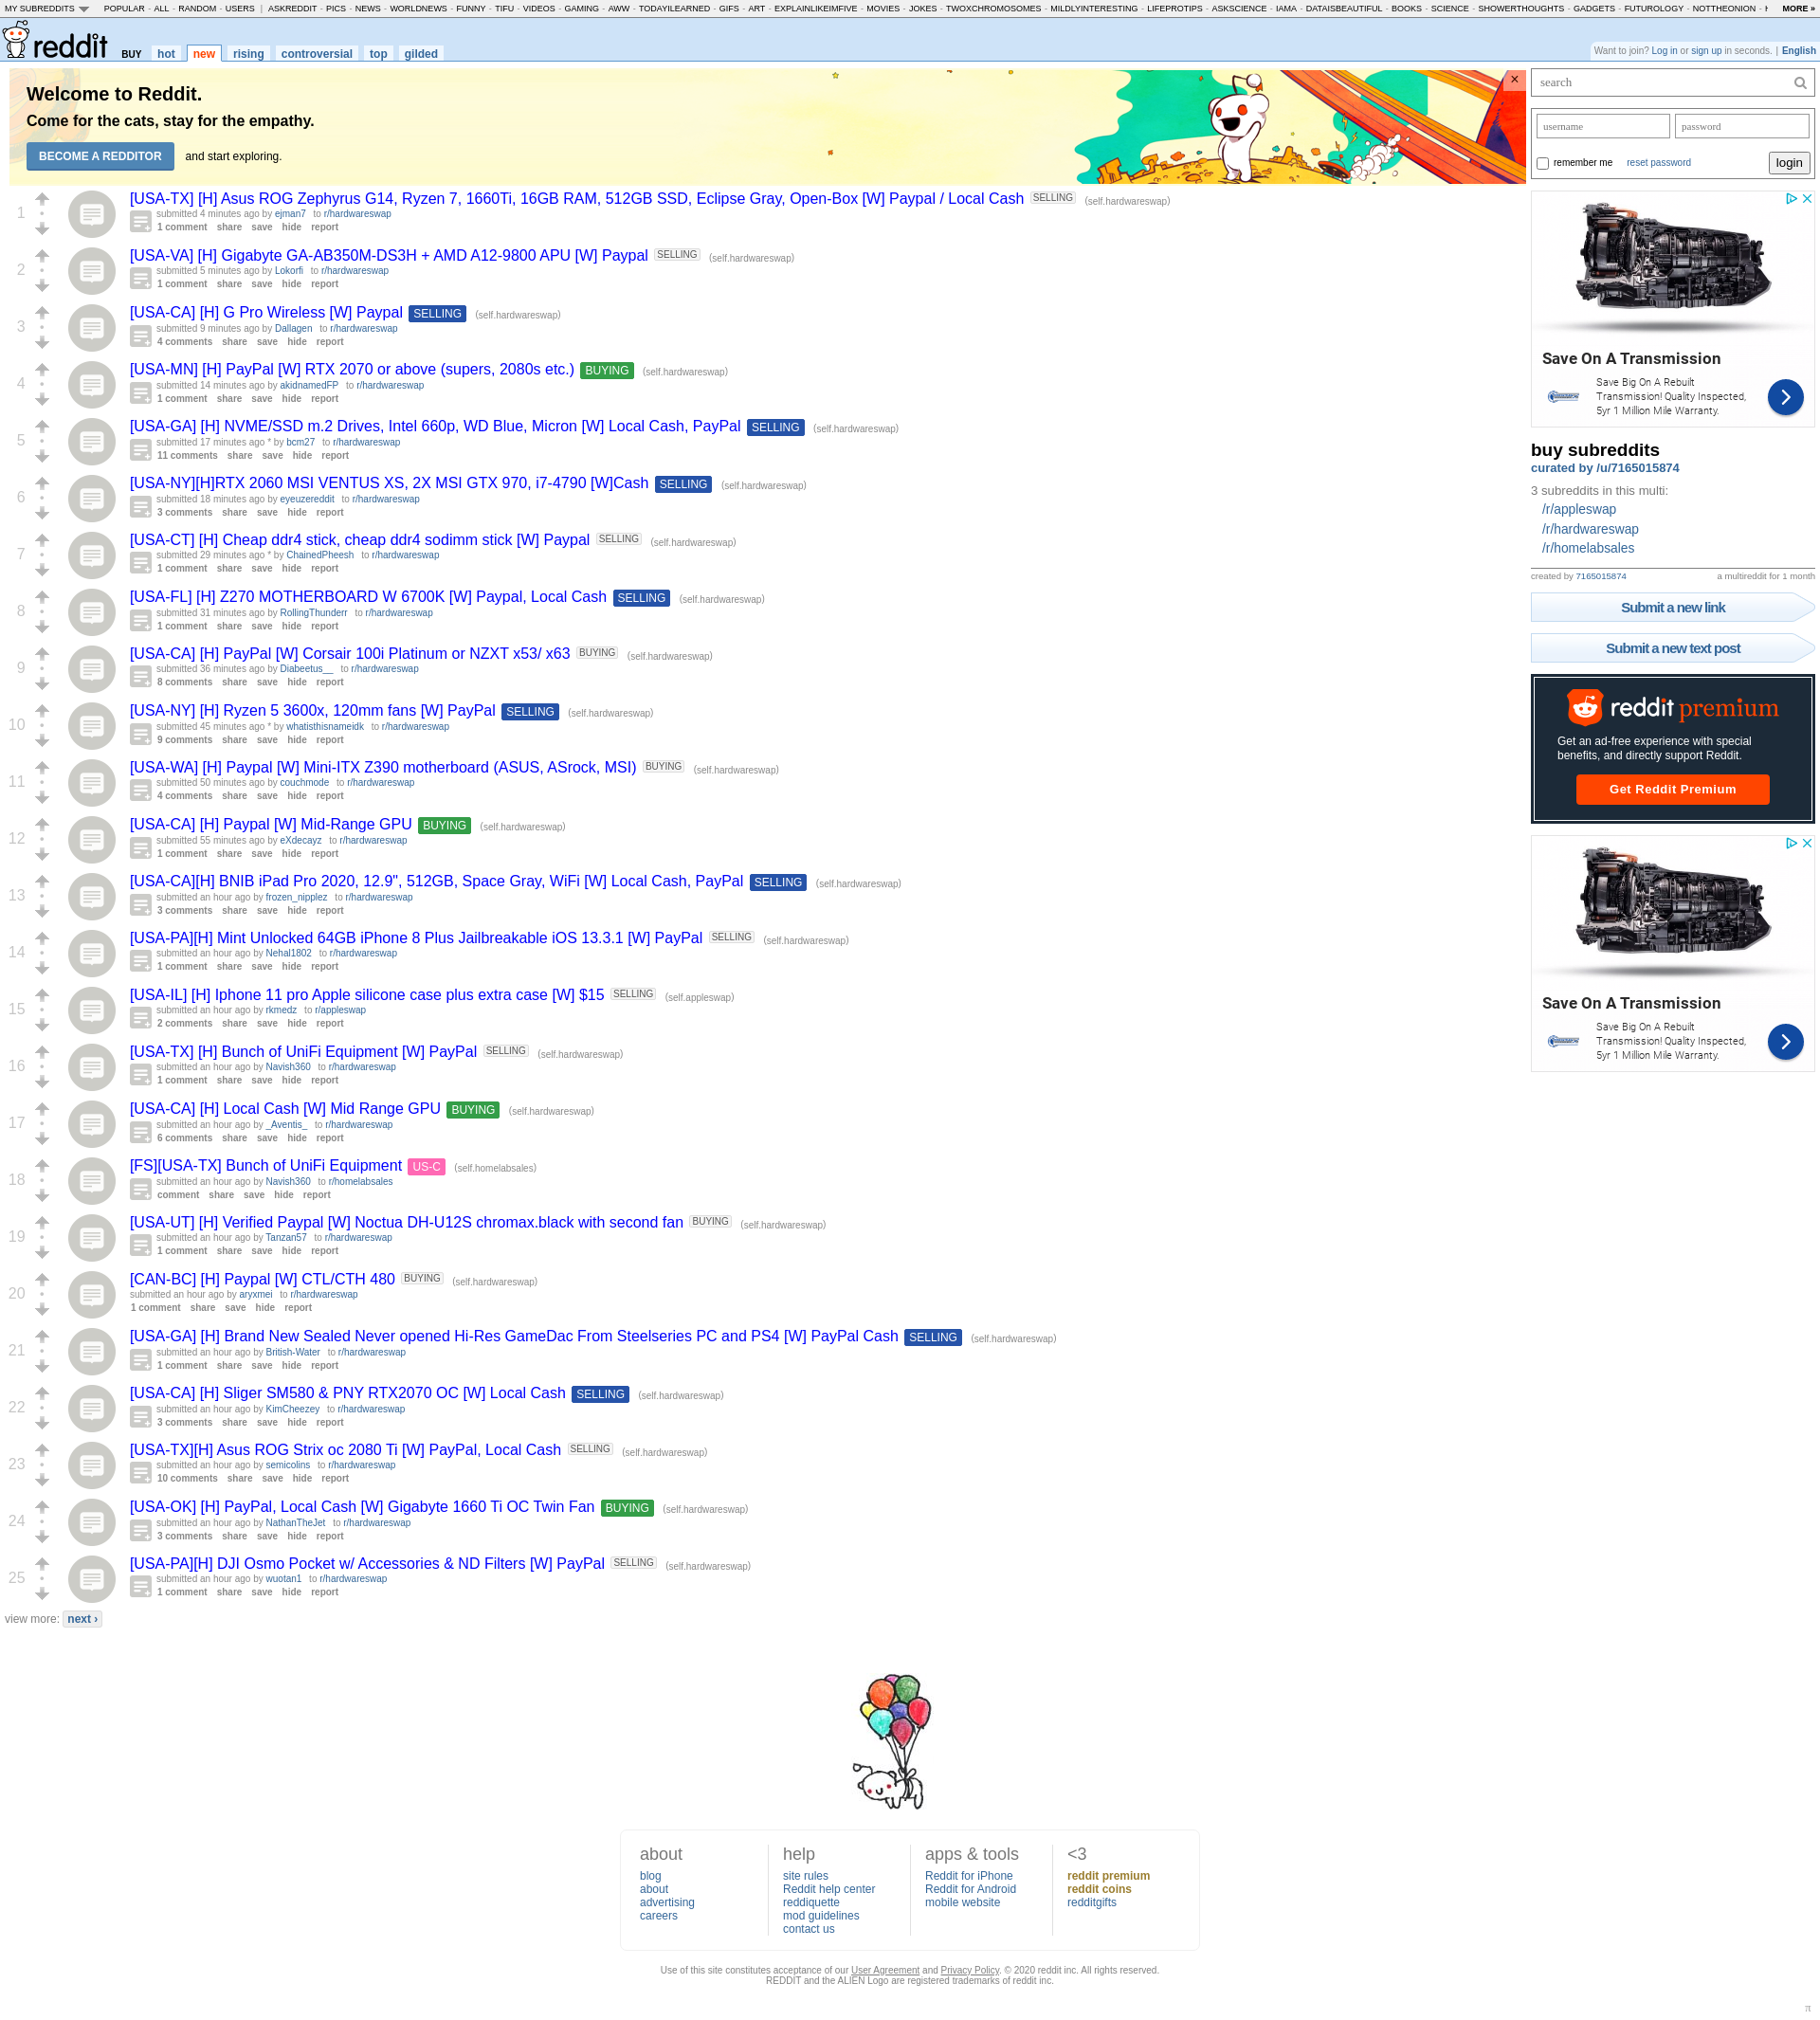 MY SUBREDDITS POPULAR - ALL - RANDOM - USERS | ASKREDDIT - PICS - NEWS - WORLDNEWS - FUNNY - TIFU - VIDEOS - GAMING - AWW - TODAYILEARNED - GIFS - ART - EXPLAINLIKEIMFIVE - MOVIES - JOKES - TWOXCHROMOSOMES - MILDLYINTERESTING - LIFEPROTIPS - ASKSCIENCE - IAMA - DATAISBEAUTIFUL - BOOKS - SCIENCE - SHOWERTHOUGHTS - GADGETS - FUTUROLOGY - NOTTHEONION - MORE »
reddit BUY hot new rising controversial top gilded
Want to join? Log in or sign up in seconds. | English
Welcome to Reddit.
Come for the cats, stay for the empathy.
BECOME A REDDITOR and start exploring.
×
1
[USA-TX] [H] Asus ROG Zephyrus G14, Ryzen 7, 1660Ti, 16GB RAM, 512GB SSD, Eclipse Gray, Open-Box [W] Paypal / Local Cash SELLING (self.hardwareswap)
submitted 4 minutes ago by ejman7 to r/hardwareswap
1 comment share save hide report
2
[USA-VA] [H] Gigabyte GA-AB350M-DS3H + AMD A12-9800 APU [W] Paypal SELLING (self.hardwareswap)
submitted 5 minutes ago by Lokorfi to r/hardwareswap
1 comment share save hide report
3
[USA-CA] [H] G Pro Wireless [W] Paypal SELLING (self.hardwareswap)
submitted 9 minutes ago by Dallagen to r/hardwareswap
4 comments share save hide report
4
[USA-MN] [H] PayPal [W] RTX 2070 or above (supers, 2080s etc.) BUYING (self.hardwareswap)
submitted 14 minutes ago by akidnamedFP to r/hardwareswap
1 comment share save hide report
5
[USA-GA] [H] NVME/SSD m.2 Drives, Intel 660p, WD Blue, Micron [W] Local Cash, PayPal SELLING (self.hardwareswap)
submitted 17 minutes ago * by bcm27 to r/hardwareswap
11 comments share save hide report
6
[USA-NY][H]RTX 2060 MSI VENTUS XS, 2X MSI GTX 970, i7-4790 [W]Cash SELLING (self.hardwareswap)
submitted 18 minutes ago by eyeuzereddit to r/hardwareswap
3 comments share save hide report
7
[USA-CT] [H] Cheap ddr4 stick, cheap ddr4 sodimm stick [W] Paypal SELLING (self.hardwareswap)
submitted 29 minutes ago * by ChainedPheesh to r/hardwareswap
1 comment share save hide report
8
[USA-FL] [H] Z270 MOTHERBOARD W 6700K [W] Paypal, Local Cash SELLING (self.hardwareswap)
submitted 31 minutes ago by RollingThunderr to r/hardwareswap
1 comment share save hide report
9
[USA-CA] [H] PayPal [W] Corsair 100i Platinum or NZXT x53/ x63 BUYING (self.hardwareswap)
submitted 36 minutes ago by Diabeetus__ to r/hardwareswap
8 comments share save hide report
10
[USA-NY] [H] Ryzen 5 3600x, 120mm fans [W] PayPal SELLING (self.hardwareswap)
submitted 45 minutes ago * by whatisthisnameidk to r/hardwareswap
9 comments share save hide report
11
[USA-WA] [H] Paypal [W] Mini-ITX Z390 motherboard (ASUS, ASrock, MSI) BUYING (self.hardwareswap)
submitted 50 minutes ago by couchmode to r/hardwareswap
4 comments share save hide report
12
[USA-CA] [H] Paypal [W] Mid-Range GPU BUYING (self.hardwareswap)
submitted 55 minutes ago by eXdecayz to r/hardwareswap
1 comment share save hide report
13
[USA-CA][H] BNIB iPad Pro 2020, 12.9", 512GB, Space Gray, WiFi [W] Local Cash, PayPal SELLING (self.hardwareswap)
submitted an hour ago by frozen_nipplez to r/hardwareswap
3 comments share save hide report
14
[USA-PA][H] Mint Unlocked 64GB iPhone 8 Plus Jailbreakable iOS 13.3.1 [W] PayPal SELLING (self.hardwareswap)
submitted an hour ago by Nehal1802 to r/hardwareswap
1 comment share save hide report
15
[USA-IL] [H] Iphone 11 pro Apple silicone case plus extra case [W] $15 SELLING (self.appleswap)
submitted an hour ago by rkmedz to r/appleswap
2 comments share save hide report
16
[USA-TX] [H] Bunch of UniFi Equipment [W] PayPal SELLING (self.hardwareswap)
submitted an hour ago by Navish360 to r/hardwareswap
1 comment share save hide report
17
[USA-CA] [H] Local Cash [W] Mid Range GPU BUYING (self.hardwareswap)
submitted an hour ago by _Aventis_ to r/hardwareswap
6 comments share save hide report
18
[FS][USA-TX] Bunch of UniFi Equipment US-C (self.homelabsales)
submitted an hour ago by Navish360 to r/homelabsales
comment share save hide report
19
[USA-UT] [H] Verified Paypal [W] Noctua DH-U12S chromax.black with second fan BUYING (self.hardwareswap)
submitted an hour ago by Tanzan57 to r/hardwareswap
1 comment share save hide report
20
[CAN-BC] [H] Paypal [W] CTL/CTH 480 BUYING (self.hardwareswap)
submitted an hour ago by aryxmei to r/hardwareswap
1 comment share save hide report
21
[USA-GA] [H] Brand New Sealed Never opened Hi-Res GameDac From Steelseries PC and PS4 [W] PayPal Cash SELLING (self.hardwareswap)
submitted an hour ago by British-Water to r/hardwareswap
1 comment share save hide report
22
[USA-CA] [H] Sliger SM580 & PNY RTX2070 OC [W] Local Cash SELLING (self.hardwareswap)
submitted an hour ago by KimCheezey to r/hardwareswap
3 comments share save hide report
23
[USA-TX][H] Asus ROG Strix oc 2080 Ti [W] PayPal, Local Cash SELLING (self.hardwareswap)
submitted an hour ago by semicolins to r/hardwareswap
10 comments share save hide report
24
[USA-OK] [H] PayPal, Local Cash [W] Gigabyte 1660 Ti OC Twin Fan BUYING (self.hardwareswap)
submitted an hour ago by NathanTheJet to r/hardwareswap
3 comments share save hide report
25
[USA-PA][H] DJI Osmo Pocket w/ Accessories & ND Filters [W] PayPal SELLING (self.hardwareswap)
submitted an hour ago by wuotan1 to r/hardwareswap
1 comment share save hide report
view more: next ›
search
username password
remember me reset password login
Save On A Transmission
Save Big On A Rebuilt
Transmission! Quality Inspected,
5yr 1 Million Mile Warranty.
buy subreddits
curated by /u/7165015874
3 subreddits in this multi:
/r/appleswap
/r/hardwareswap
/r/homelabsales
created by 7165015874 a multireddit for 1 month
Submit a new link
Submit a new text post
reddit premium
Get an ad-free experience with special
benefits, and directly support Reddit.
Get Reddit Premium
Save On A Transmission
Save Big On A Rebuilt
Transmission! Quality Inspected,
5yr 1 Million Mile Warranty.
about
blog
about
advertising
careers
help
site rules
Reddit help center
reddiquette
mod guidelines
contact us
apps & tools
Reddit for iPhone
Reddit for Android
mobile website
<3
reddit premium
reddit coins
redditgifts
Use of this site constitutes acceptance of our User Agreement and Privacy Policy. © 2020 reddit inc. All rights reserved.
REDDIT and the ALIEN Logo are registered trademarks of reddit inc.
π